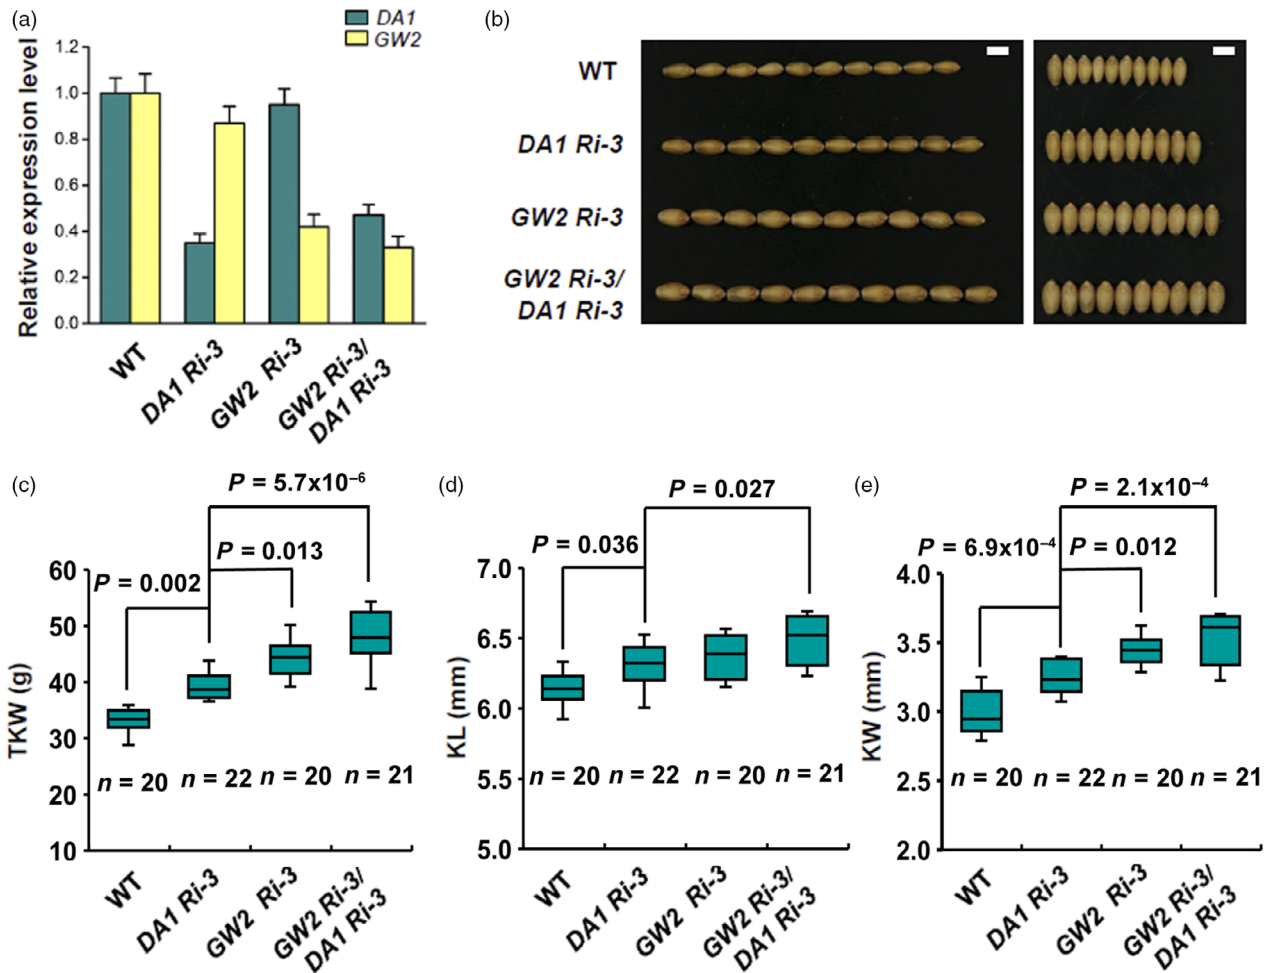 (a)
DA1
GW2
Relative expression level
1.2
1.0
0.8
0.6
0.4
0.2
0.0
WT
DA1 Ri-3
GW2 Ri-3
GW2 Ri-3/
DA1 Ri-3
(b)
WT
DA1 Ri-3
GW2 Ri-3
GW2 Ri-3/
DA1 Ri-3
(c)
P = 5.7x10⁻⁶
P = 0.013
P = 0.002
TKW (g)
60
50
40
30
20
10
n = 20
n = 22
n = 20
n = 21
WT
DA1 Ri-3
GW2 Ri-3
GW2 Ri-3/
DA1 Ri-3
(d)
P = 0.027
P = 0.036
KL (mm)
7.0
6.5
6.0
5.5
5.0
n = 20
n = 22
n = 20
n = 21
WT
DA1 Ri-3
GW2 Ri-3
GW2 Ri-3/
DA1 Ri-3
(e)
P = 2.1x10⁻⁴
P = 6.9x10⁻⁴
P = 0.012
KW (mm)
4.0
3.5
3.0
2.5
2.0
n = 20
n = 22
n = 20
n = 21
WT
DA1 Ri-3
GW2 Ri-3
GW2 Ri-3/
DA1 Ri-3